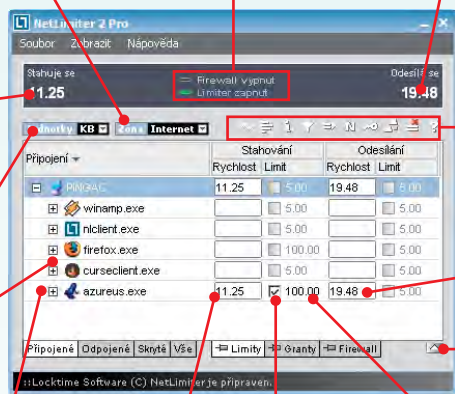 NetLimiter 2 Pro
Soubor Zobrazit Nápověda
Stahuje se
11.25
Firewall vypnut
Limiter zapnut
Odesílá se
19.48
Jednotky KB Zóna Internet
Připojení
Stahování Odesílání
Rychlost Limit Rychlost Limit
11.25 5.00 19.48 5.00
winamp.exe 5.00 5.00
nlclient.exe 5.00 5.00
firefox.exe 100.00 5.00
curseclient.exe 5.00 5.00
azureus.exe 11.25 100.00 19.48 5.00
Připojené Odpojené Skryté Vše Limity Granty Firewall
::Locktime Software (C) NetLimiter je připraven.